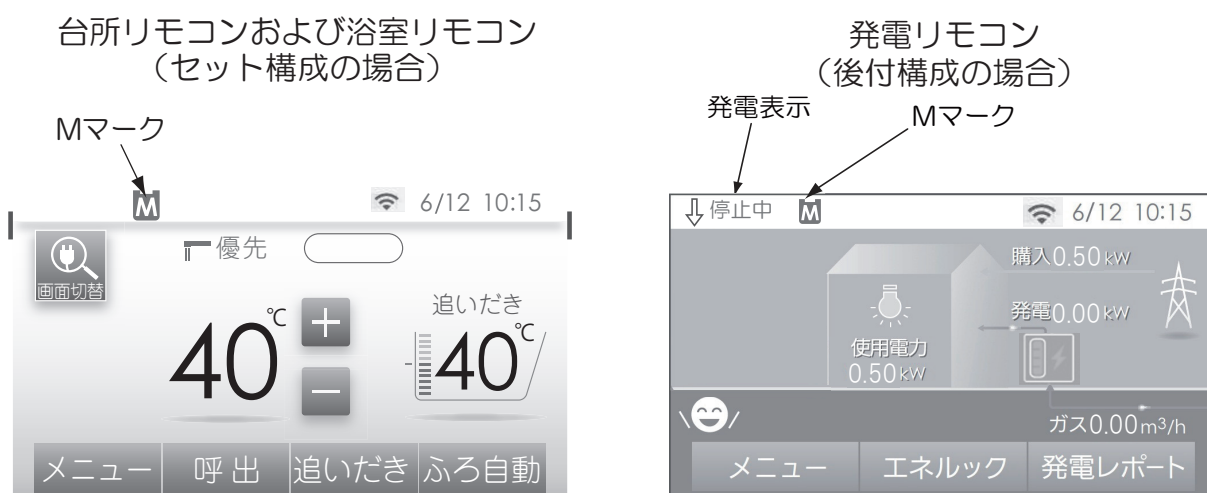 台所リモコンおよび浴室リモコン
（セット構成の場合）
Mマーク
M
6/12 10:15
画面切替
優先
40℃
+
−
追いだき
40℃
メニュー
呼出
追いだき
ふろ自動
発電リモコン
（後付構成の場合）
発電表示
Mマーク
停止中
M
6/12 10:15
購入0.50kW
発電0.00kW
使用電力
0.50kW
ガス0.00m³/h
メニュー
エネルック
発電レポート